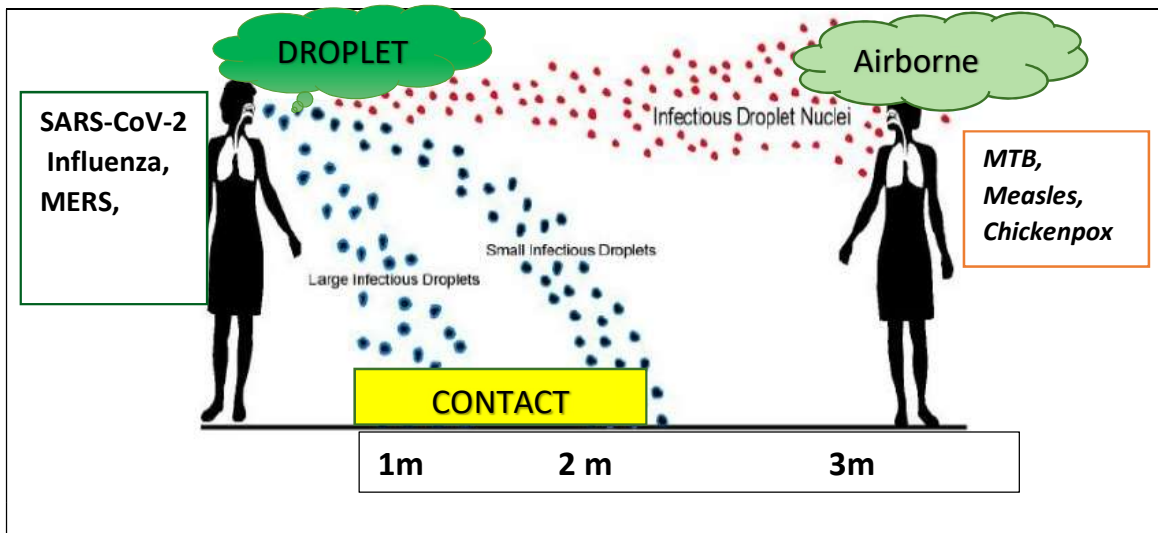 DROPLET
Airborne
SARS-CoV-2
Influenza,
MERS,
Infectious Droplet Nuclei
MTB,
Measles,
Chickenpox
Small Infectious Droplets
Large Infectious Droplets
CONTACT
1m 2 m 3m